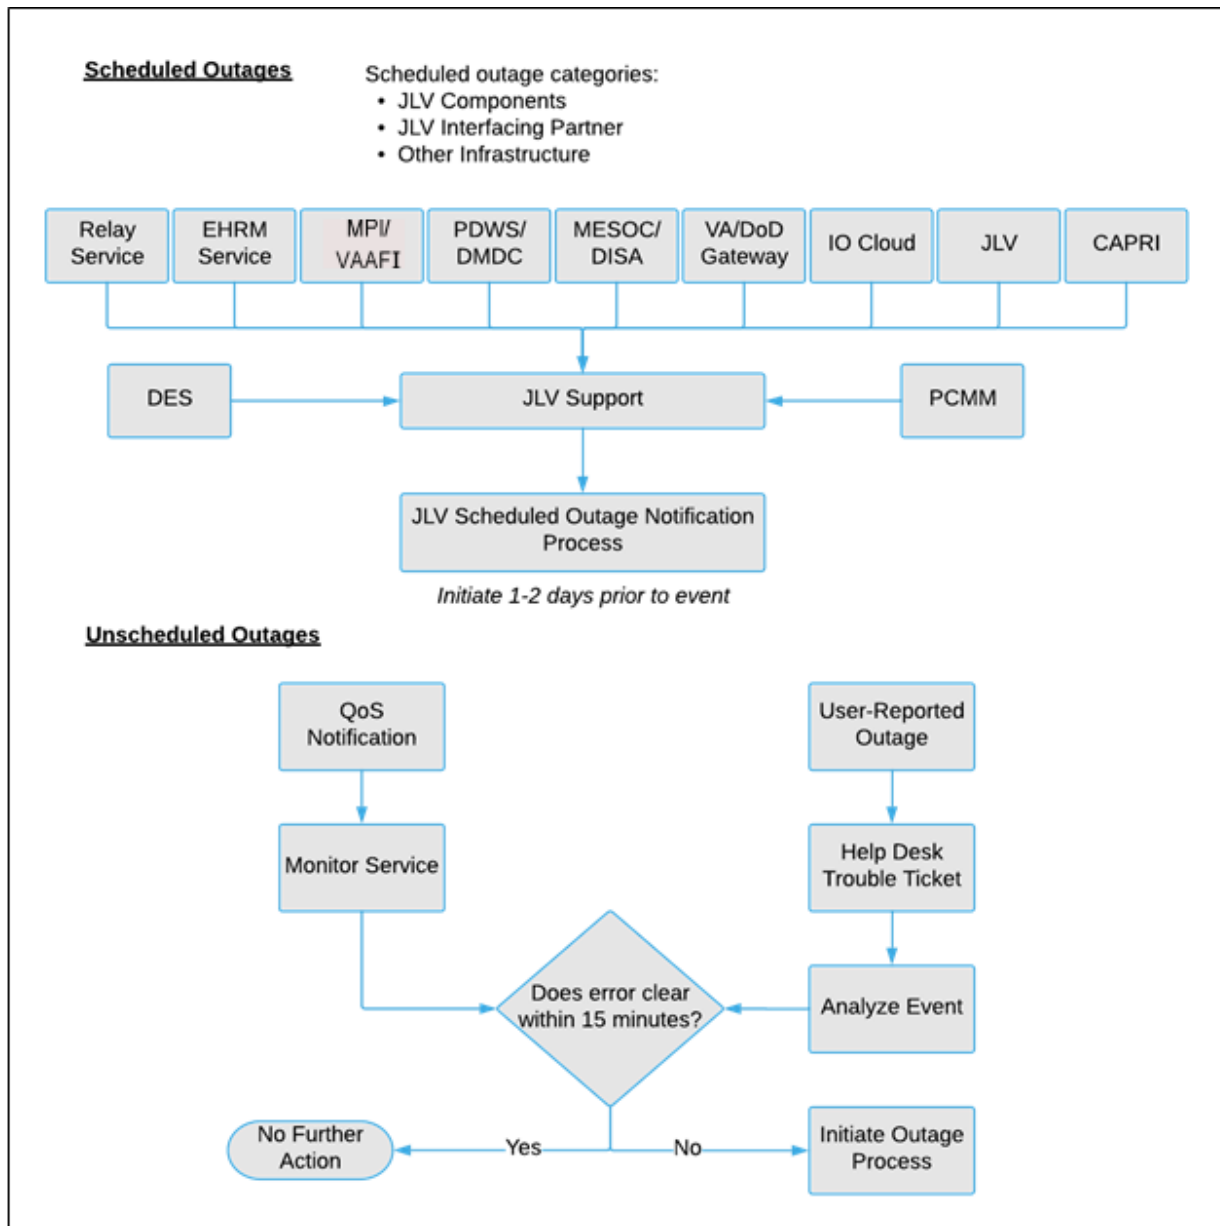 Scheduled Outages
Scheduled outage categories:
• JLV Components
• JLV Interfacing Partner
• Other Infrastructure
Relay
Service
EHRM
Service
MPI/
VAAFI
PDWS/
DMDC
MESOC/
DISA
VA/DoD
Gateway
IO Cloud
JLV
CAPRI
DES
JLV Support
PCMM
JLV Scheduled Outage Notification
Process
Initiate 1-2 days prior to event
Unscheduled Outages
QoS
Notification
User-Reported
Outage
Monitor Service
Help Desk
Trouble Ticket
Does error clear
within 15 minutes?
Analyze Event
No Further
Action
Yes
No
Initiate Outage
Process